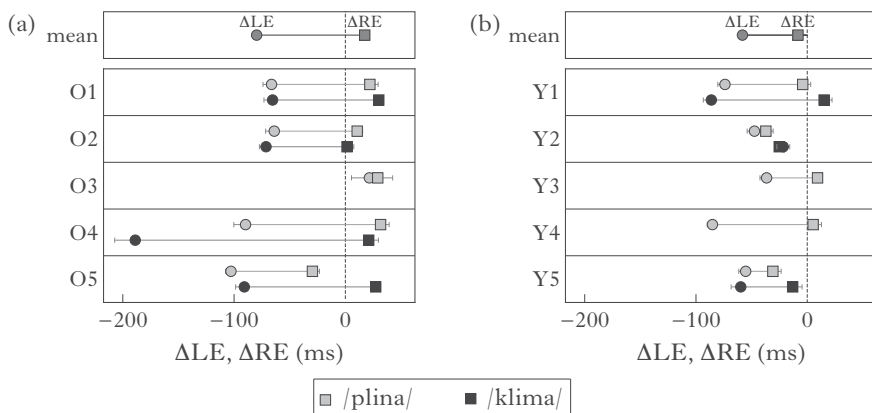 (a)
ΔLE ΔRE
mean
O1
O2
O3
O4
O5
−200 −100 0
ΔLE, ΔRE (ms)
(b)
ΔLE ΔRE
mean
Y1
Y2
Y3
Y4
Y5
−200 −100 0
ΔLE, ΔRE (ms)
/plina/ /klima/